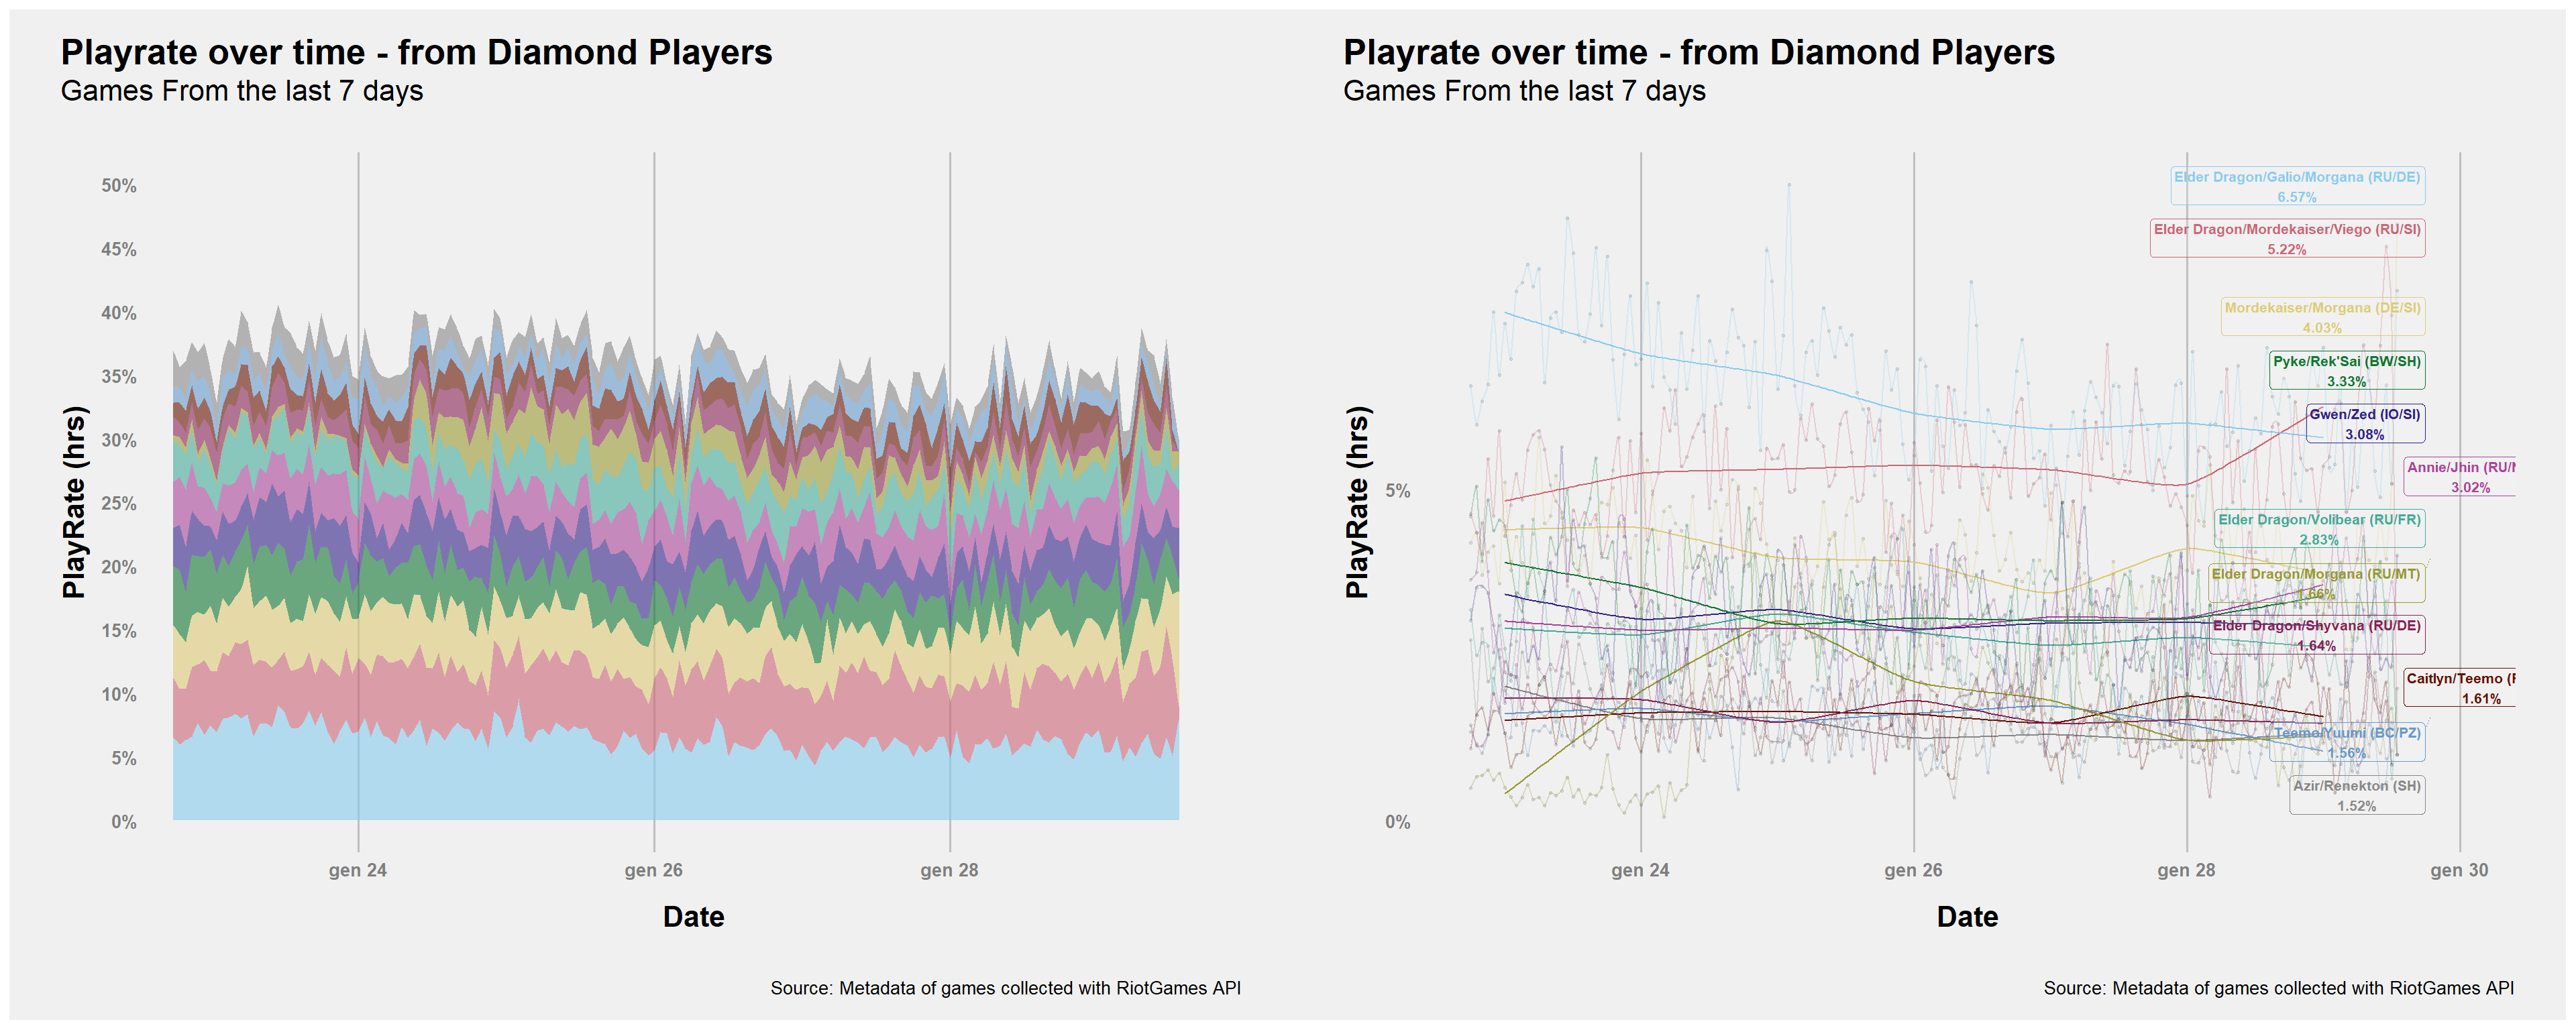 Playrate over time - from Diamond Players
Games From the last 7 days
50%
45%
40%
35%
30%
25%
20%
15%
10%
5%
0%
PlayRate (hrs)
gen 24
gen 26
gen 28
Date
Source: Metadata of games collected with RiotGames API
Playrate over time - from Diamond Players
Games From the last 7 days
5%
0%
PlayRate (hrs)
Elder Dragon/Galio/Morgana (RU/DE)
6.57%
Elder Dragon/Mordekaiser/Viego (RU/SI)
5.22%
Mordekaiser/Morgana (DE/SI)
4.03%
Pyke/Rek'Sai (BW/SH)
3.33%
Gwen/Zed (IO/SI)
3.08%
Annie/Jhin (RU/
3.02%
Elder Dragon/Volibear (RU/FR)
2.83%
Elder Dragon/Morgana (RU/MT)
1.66%
Elder Dragon/Shyvana (RU/DE)
1.64%
Caitlyn/Teemo (
1.61%
Teemo/Yuumi (BC/PZ)
1.56%
Azir/Renekton (SH)
1.52%
gen 24
gen 26
gen 28
gen 30
Date
Source: Metadata of games collected with RiotGames API